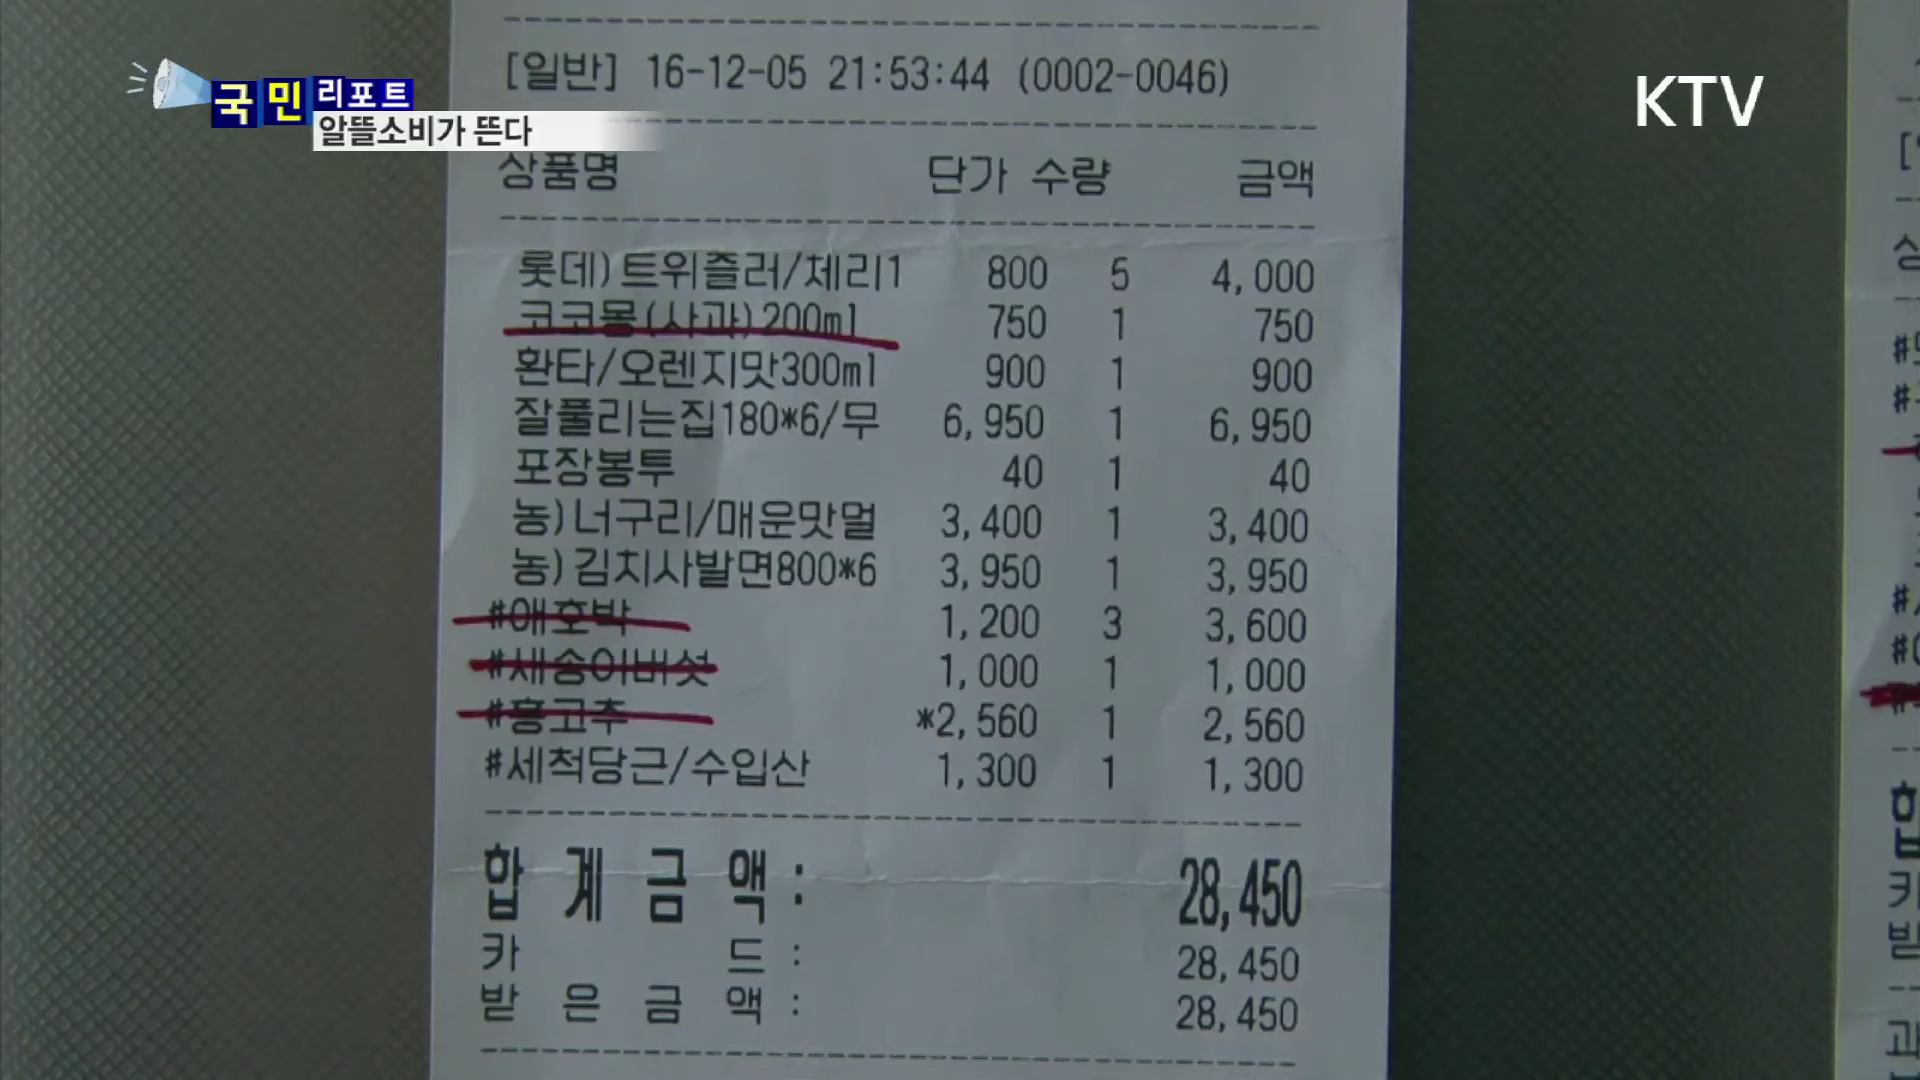 국민 리포트
알뜰소비가 뜬다
KTV
[일반] 16-12-05 21:53:44 (0002-0046)
상품명 단가 수량 금액
롯데)트위즐러/체리1 800 5 4,000
코코몽(사과)200ml 750 1 750
환타/오렌지맛300ml 900 1 900
잘풀리는집180*6/무 6,950 1 6,950
포장봉투 40 1 40
농)너구리/매운맛멀 3,400 1 3,400
농)김치사발면800*6 3,950 1 3,950
#애호박 1,200 3 3,600
#새송이버섯 1,000 1 1,000
#홍고추 *2,560 1 2,560
#세척당근/수입산 1,300 1 1,300
합계금액: 28,450
카드: 28,450
받은금액: 28,450